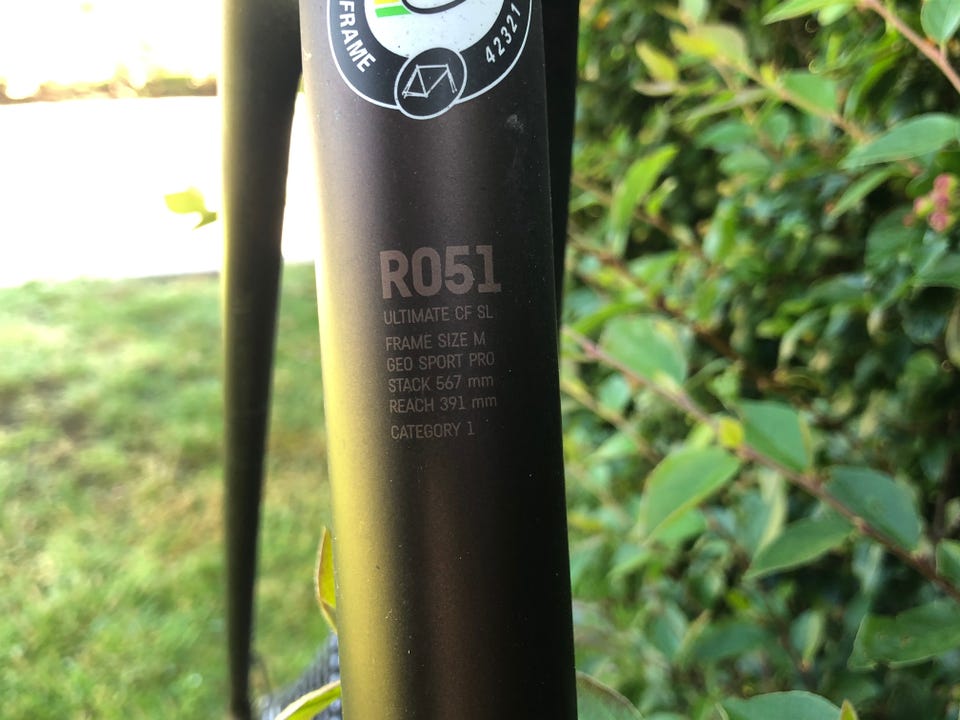 FRAME 42321
R051
ULTIMATE CF SL
FRAME SIZE M
GEO SPORT PRO
STACK 567 mm
REACH 391 mm
CATEGORY 1